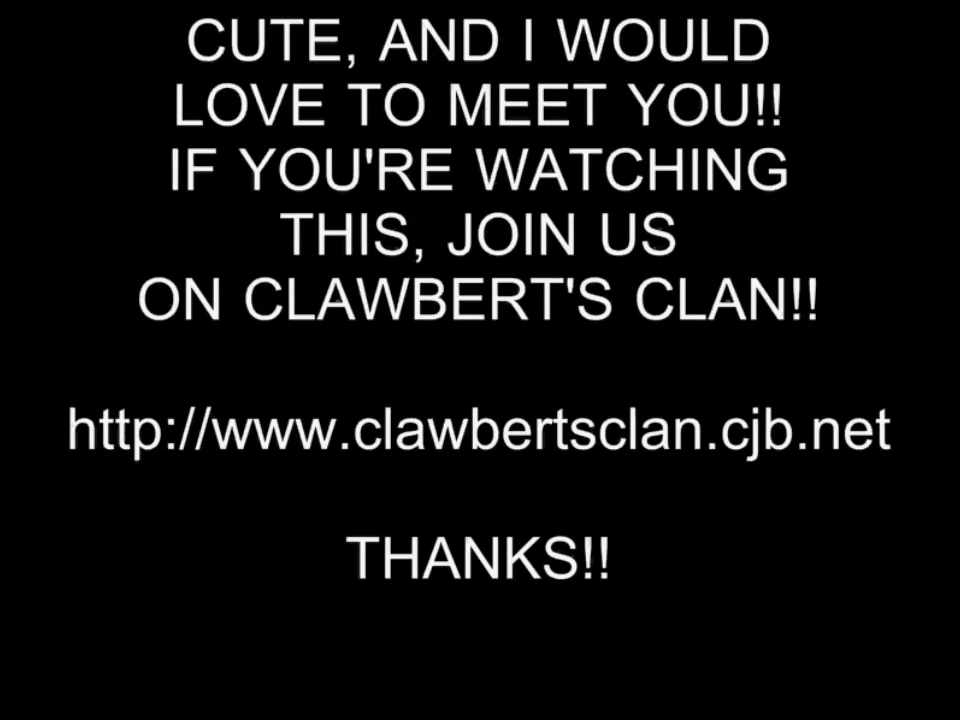 CUTE, AND I WOULD
LOVE TO MEET YOU!!
IF YOU'RE WATCHING
THIS, JOIN US
ON CLAWBERT'S CLAN!!
http://www.clawbertsclan.cjb.net
THANKS!!